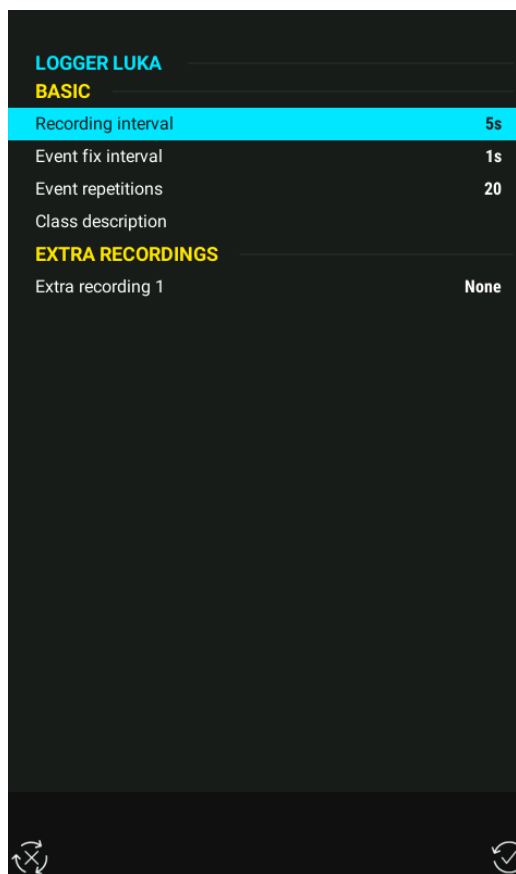 LOGGER LUKA
BASIC
Recording interval 5s
Event fix interval 1s
Event repetitions 20
Class description
EXTRA RECORDINGS
Extra recording 1 None